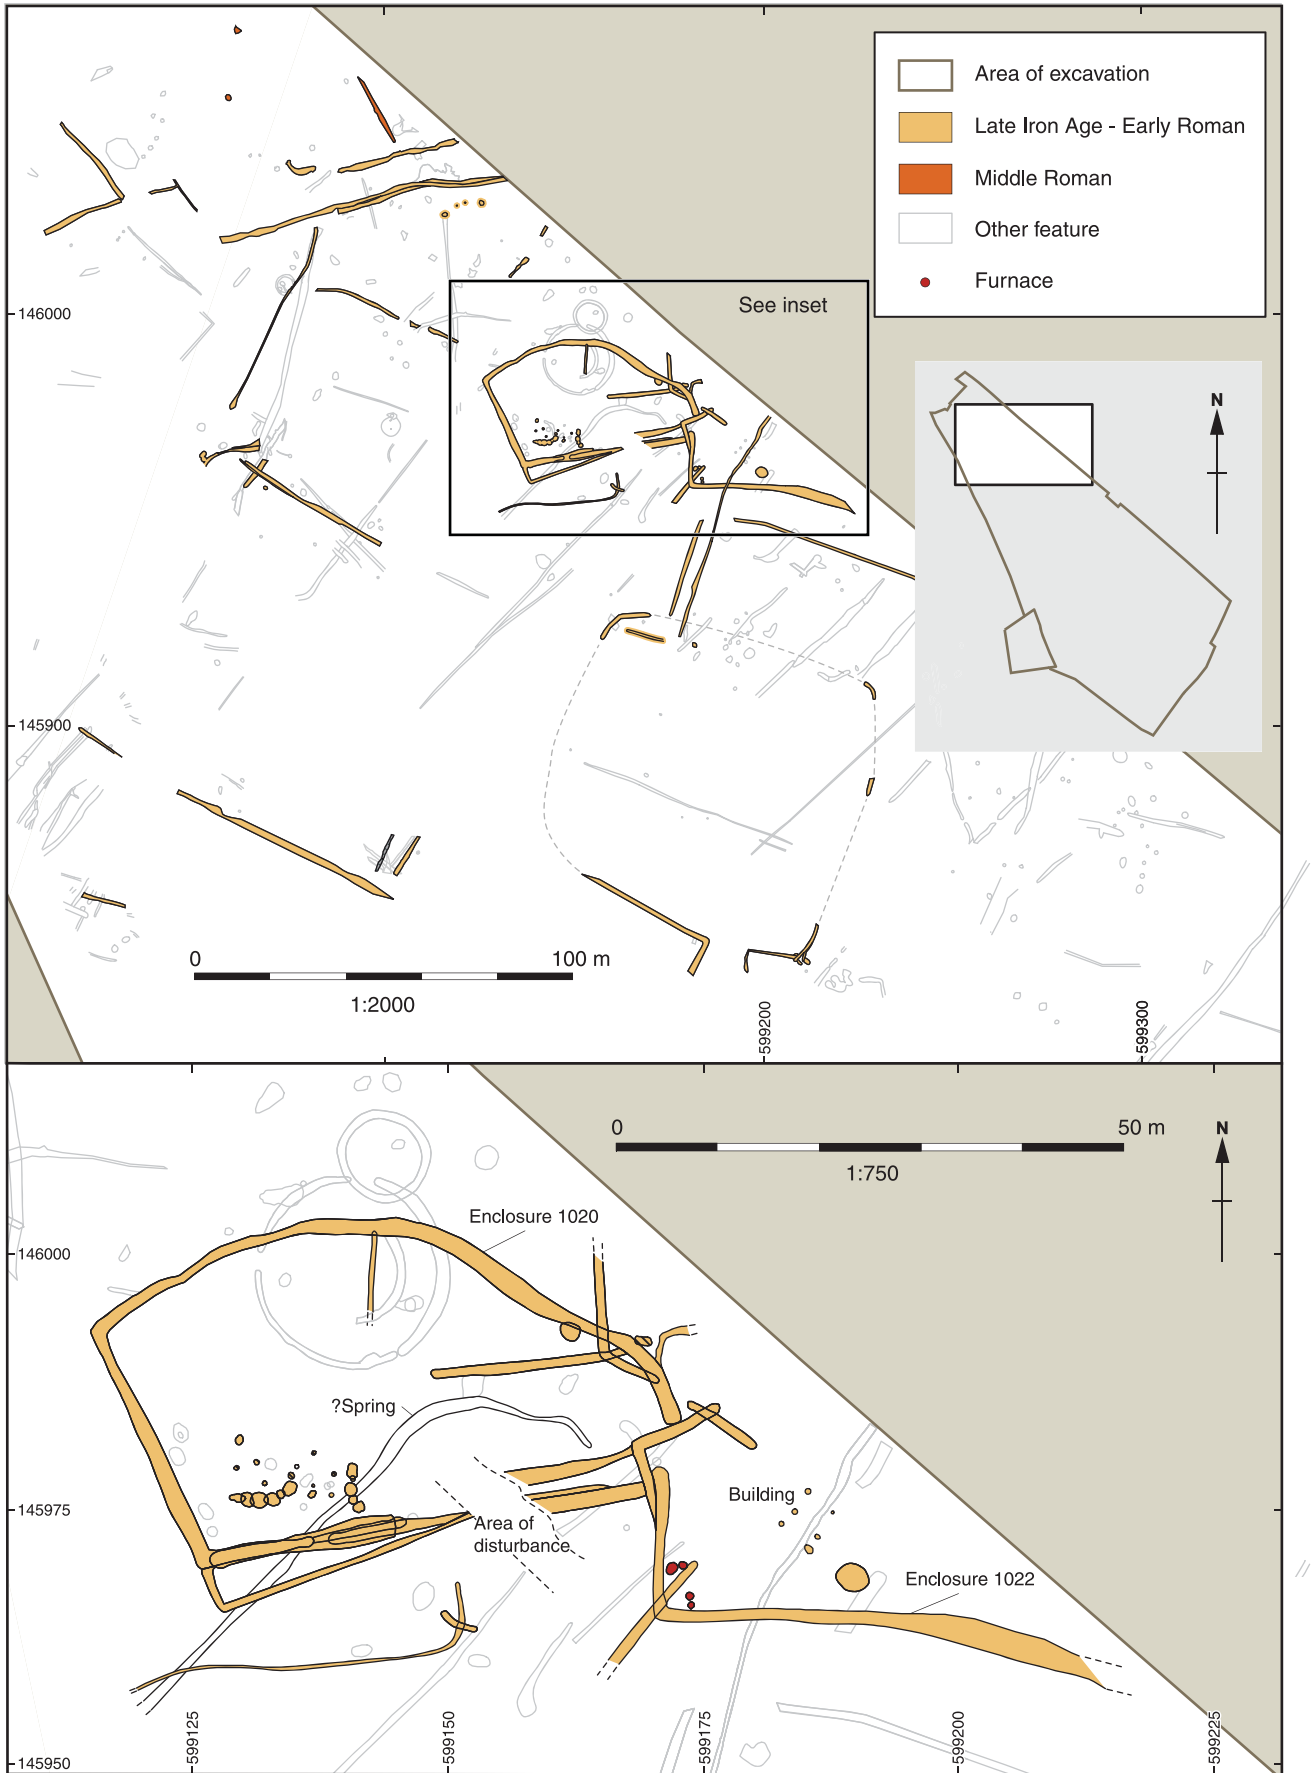 Area of excavation
Late Iron Age - Early Roman
Middle Roman
Other feature
Furnace
See inset
146000
N
145900
0
100 m
1:2000
599200
599300
0
50 m
1:750
N
Enclosure 1020
146000
?Spring
Building
145975
Area of
disturbance
Enclosure 1022
599125
599150
599175
599200
599225
145950